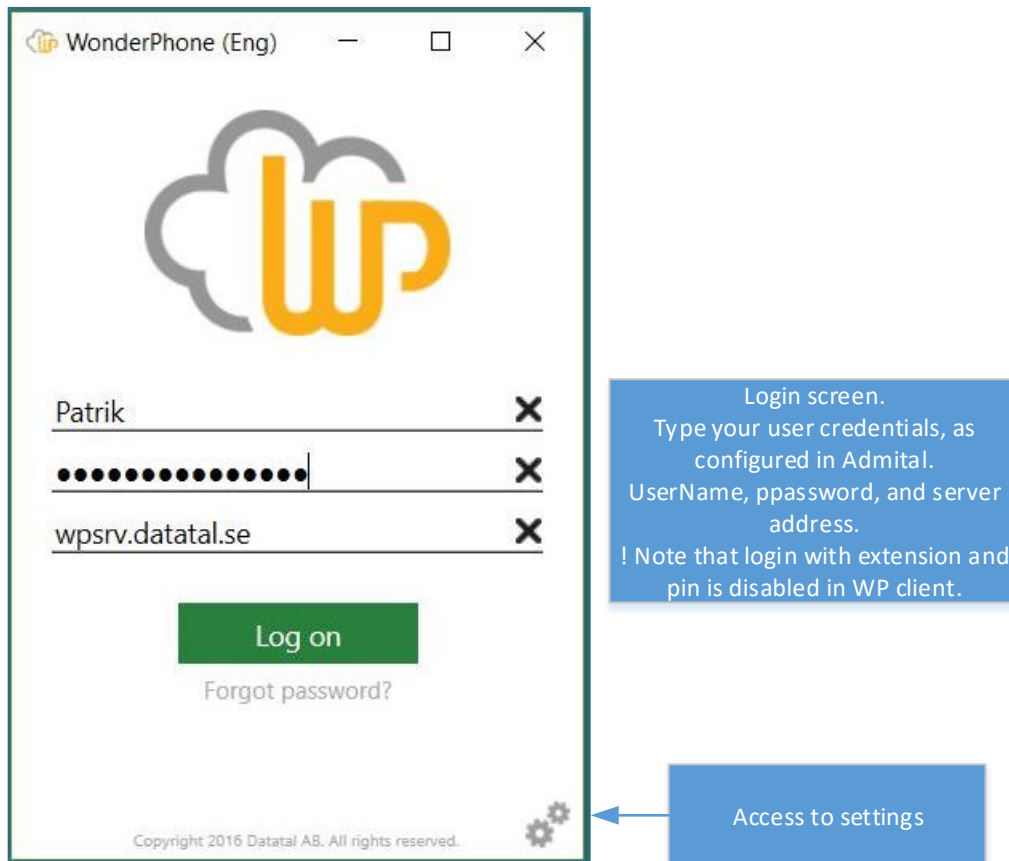 WonderPhone (Eng)
WP
Patrik
●●●●●●●●●●●●●●●
wpsrv.datatal.se
Log on
Forgot password?
Copyright 2016 Datatal AB. All rights reserved.
Login screen.
Type your user credentials, as
configured in Admital.
UserName, ppassword, and server
address.
! Note that login with extension and
pin is disabled in WP client.
Access to settings